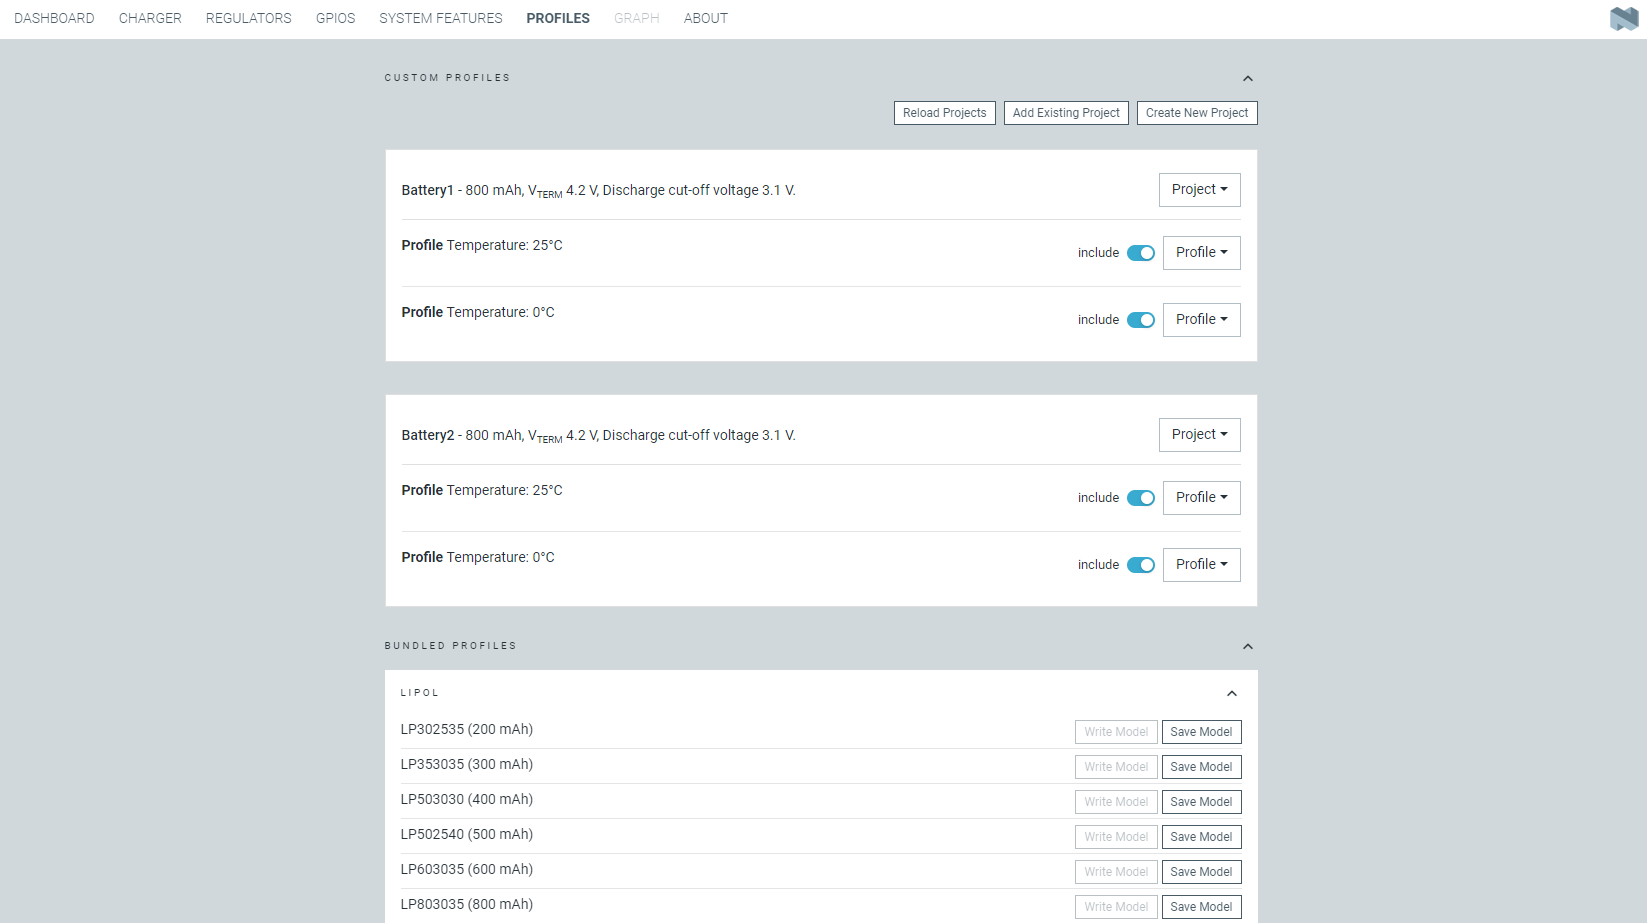 DASHBOARD CHARGER REGULATORS GPIOS SYSTEM FEATURES PROFILES GRAPH ABOUT
CUSTOM PROFILES
Reload Projects Add Existing Project Create New Project
Battery1 - 800 mAh, VTERM 4.2 V, Discharge cut-off voltage 3.1 V. Project
Profile Temperature: 25°C include Profile
Profile Temperature: 0°C include Profile
Battery2 - 800 mAh, VTERM 4.2 V, Discharge cut-off voltage 3.1 V. Project
Profile Temperature: 25°C include Profile
Profile Temperature: 0°C include Profile
BUNDLED PROFILES
LIPOL
LP302535 (200 mAh) Write Model Save Model
LP353035 (300 mAh) Write Model Save Model
LP503030 (400 mAh) Write Model Save Model
LP502540 (500 mAh) Write Model Save Model
LP603035 (600 mAh) Write Model Save Model
LP803035 (800 mAh) Write Model Save Model